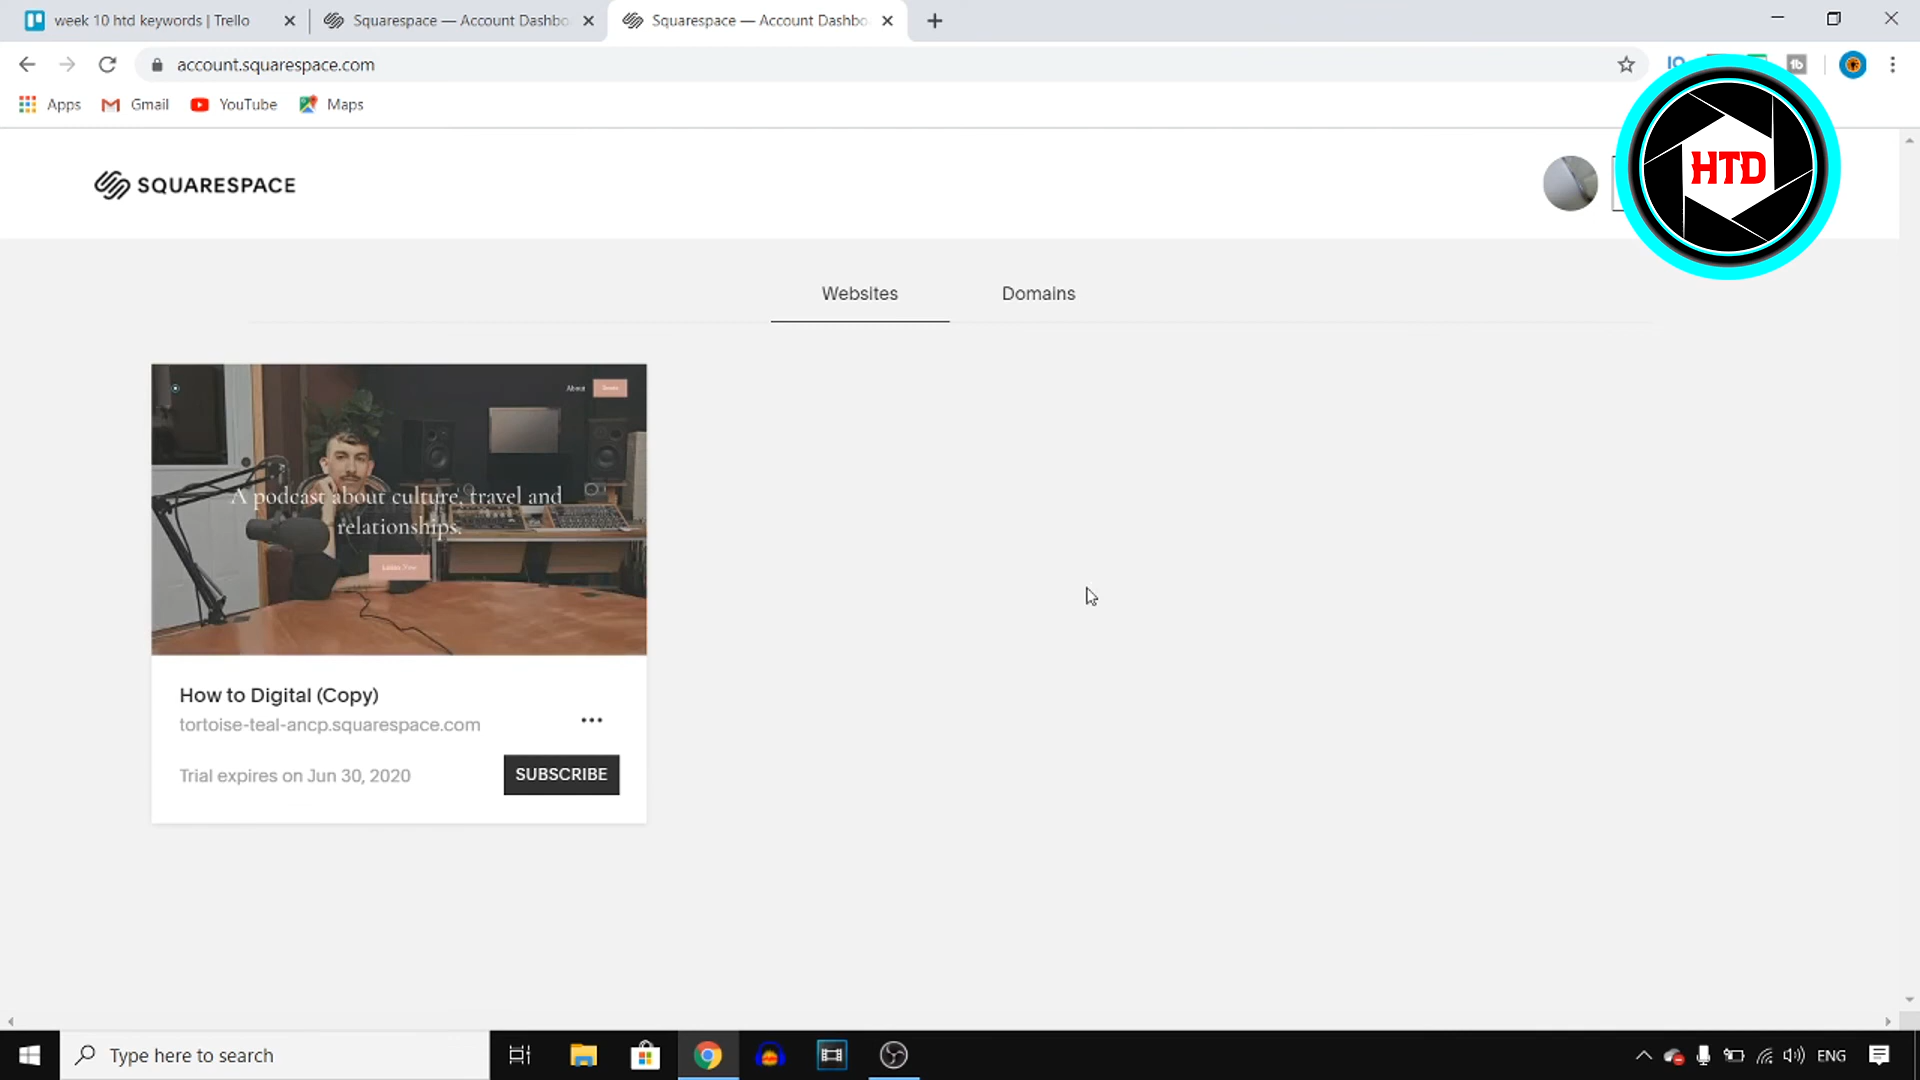 week 10 htd keywords | Trello
Squarespace — Account Dashbo
Squarespace — Account Dashbo
account.squarespace.com
Apps
Gmail
YouTube
Maps
HTD
SQUARESPACE
Websites
Domains
About
A podcast about culture, travel and
relationships.
How to Digital (Copy)
tortoise-teal-ancp.squarespace.com
Trial expires on Jun 30, 2020
SUBSCRIBE
Type here to search
ENG